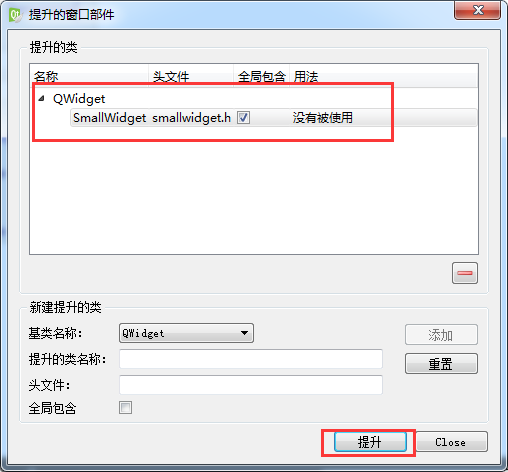 提升的窗口部件
提升的类
名称 头文件 全局包含 用法
QWidget
SmallWidget smallwidget.h 没有被使用
新建提升的类
基类名称: QWidget 添加
提升的类名称: 重置
头文件:
全局包含
提升 Close